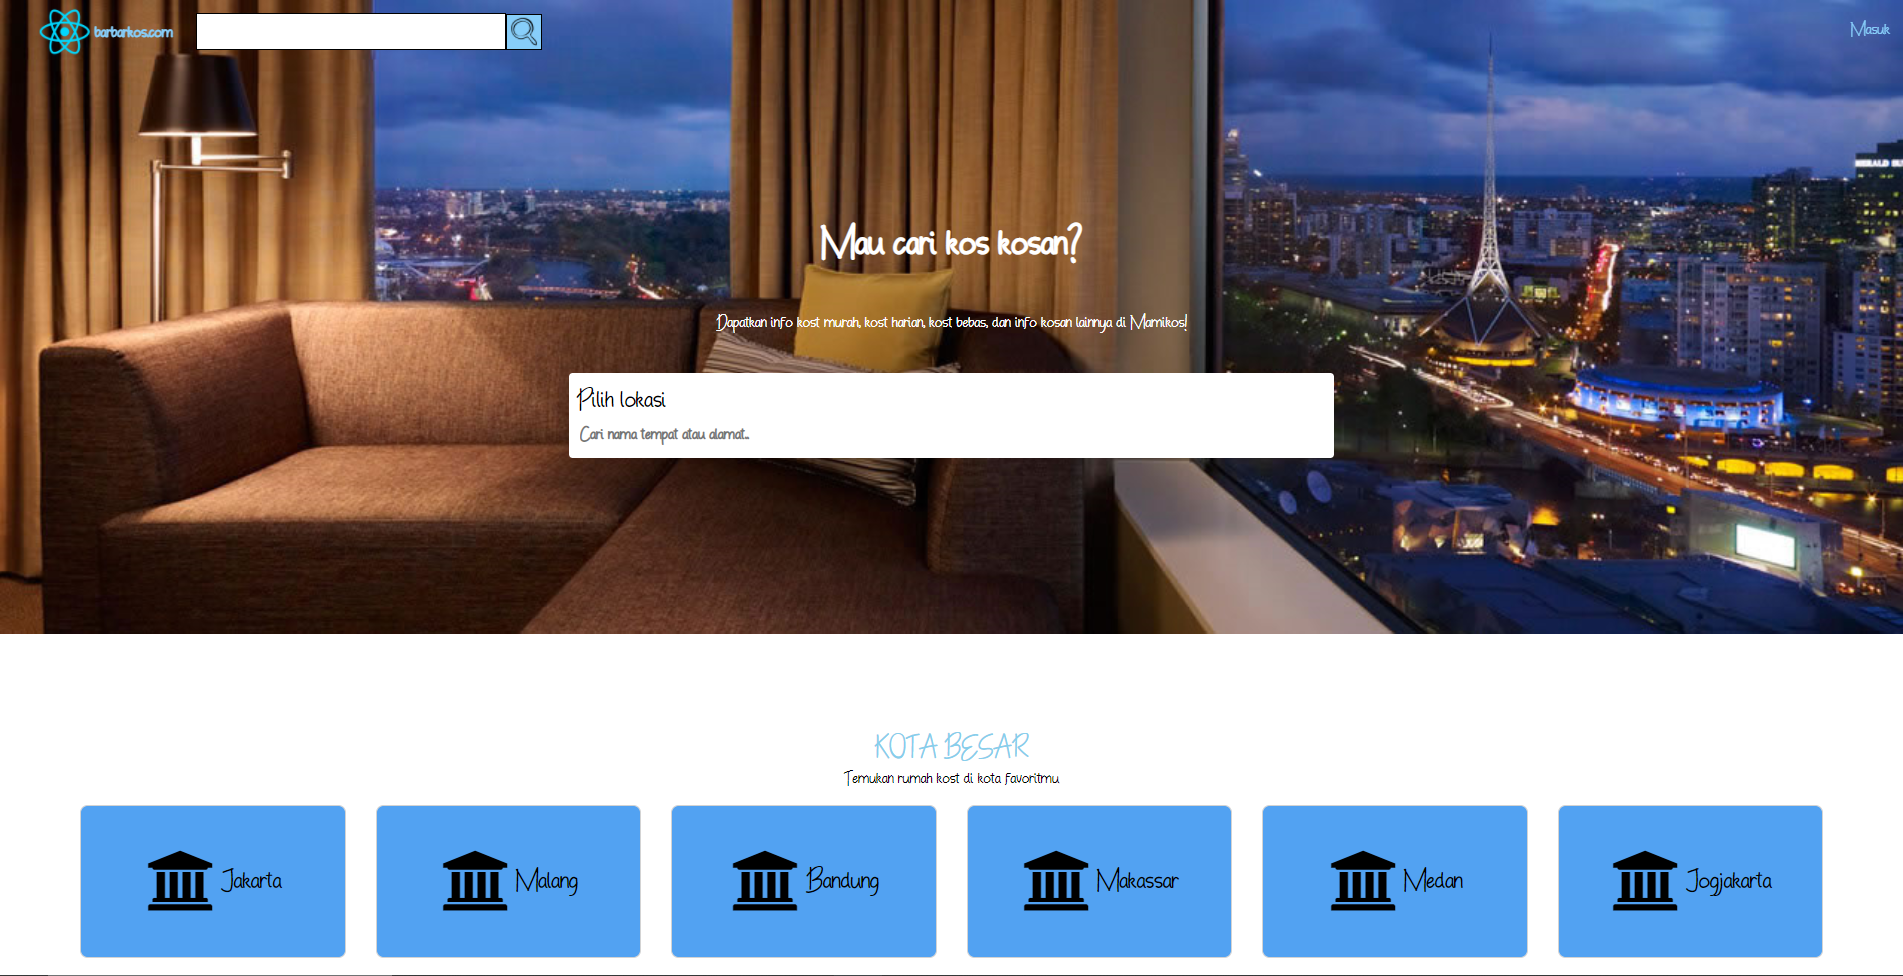 barbarkos.com
Masuk
HERALD
Mau cari kos kosan?
Dapatkan info kost murah, kost harian, kost bebas, dan info kosan lainnya di Mamikos!
Pilih lokasi
Cari nama tempat atau alamat...
KOTA BESAR
Temukan rumah kost di kota favoritmu
Jakarta
Malang
Bandung
Makassar
Medan
Jogjakarta